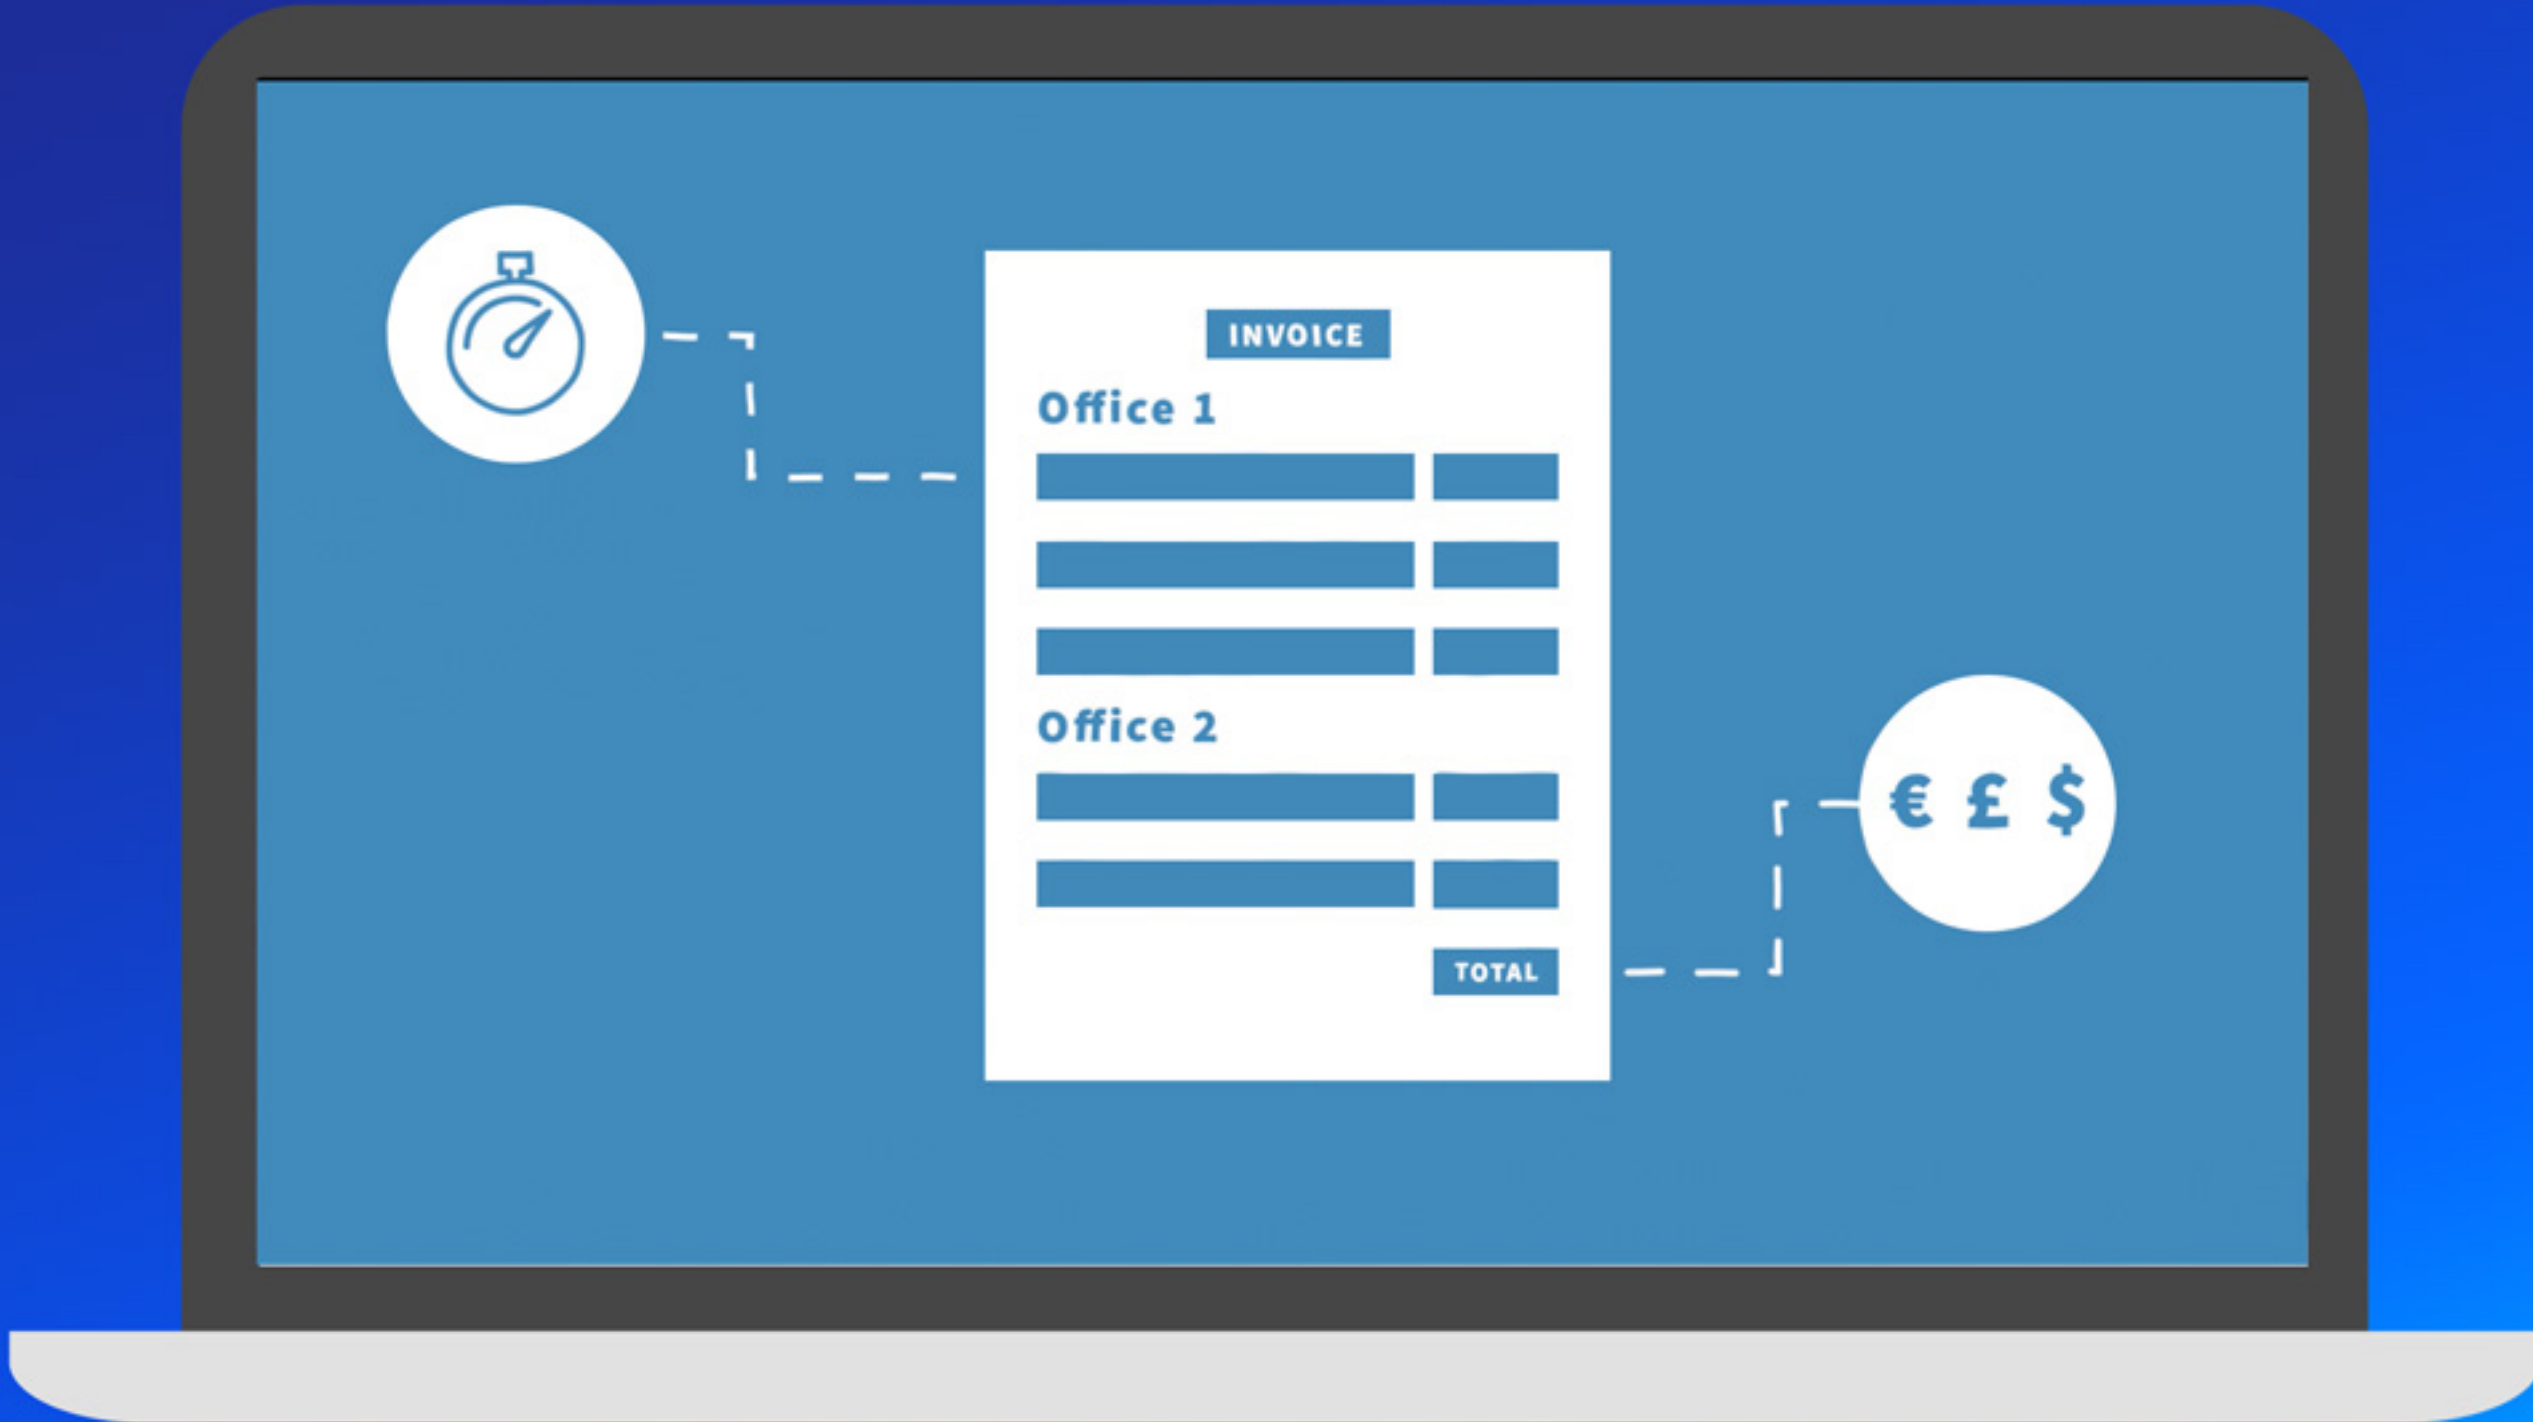 INVOICE
Office 1
Office 2
€ £ $
TOTAL